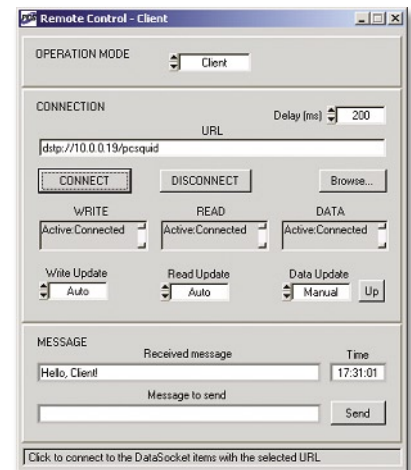 Remote Control - Client
OPERATION MODE
Client
CONNECTION
Delay (ms) 200
URL
dstp://10.0.0.19/pcsquid
CONNECT DISCONNECT Browse...
WRITE READ DATA
Active:Connected Active:Connected Active:Connected
Write Update Read Update Data Update
Auto Auto Manual Up
MESSAGE
Received message Time
Hello, Client! 17:31:01
Message to send
Send
Click to connect to the DataSocket items with the selected URL